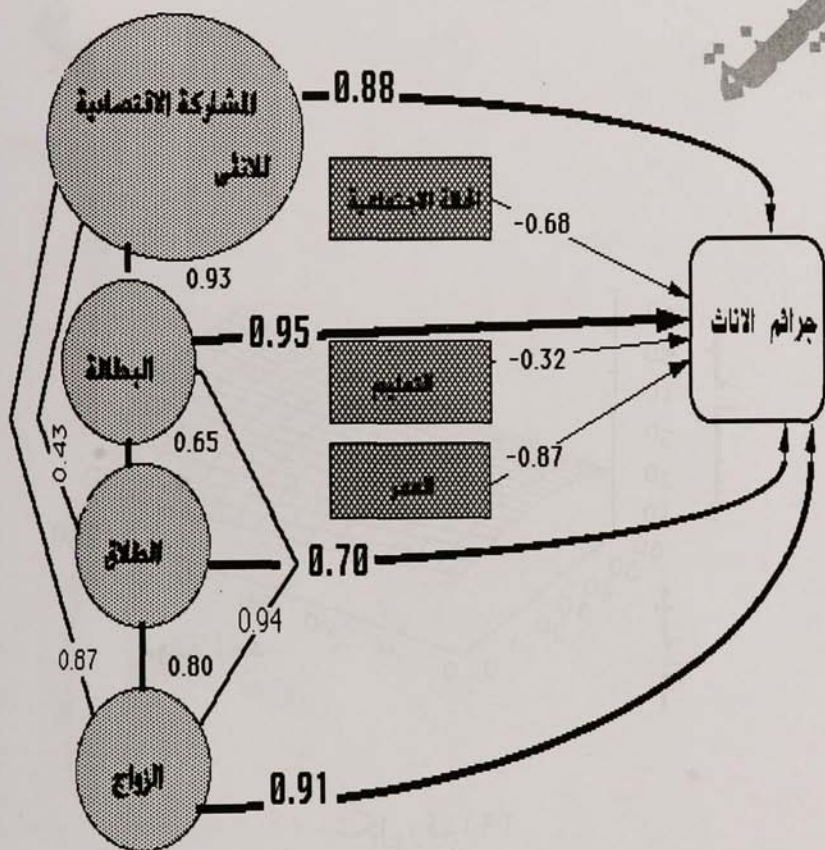 المشاركة الاقتصادية
للانثى
0.88
الحالة الاجتماعية
-0.68
0.93
جرائم الاناث
البطالة
0.95
التعليم
-0.32
0.65
العمر
-0.87
0.43
الطلاق
0.70
0.94
0.87
0.80
الزواج
0.91